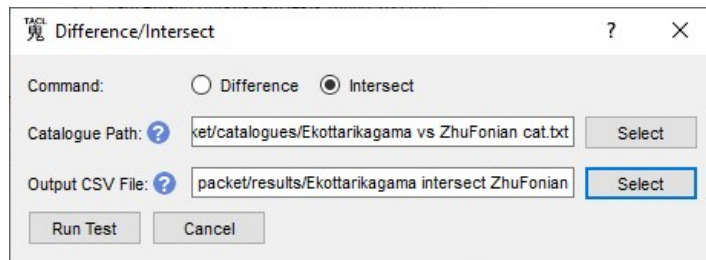 TACL
鬼 Difference/Intersect ? ×
Command: Difference Intersect
Catalogue Path: ? ket/catalogues/Ekottarikagama vs ZhuFonian cat.txt Select
Output CSV File: ? packet/results/Ekottarikagama intersect ZhuFonian Select
Run Test Cancel